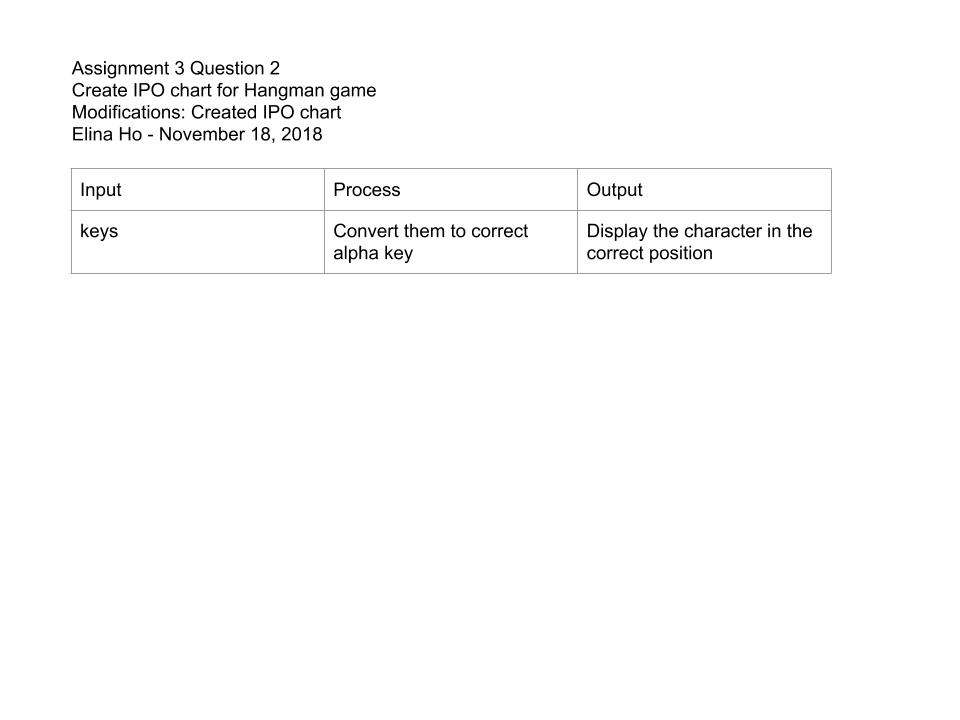 Assignment 3 Question 2
Create IPO chart for Hangman game
Modifications: Created IPO chart
Elina Ho - November 18, 2018
Input
Process
Output
keys
Convert them to correct
alpha key
Display the character in the
correct position